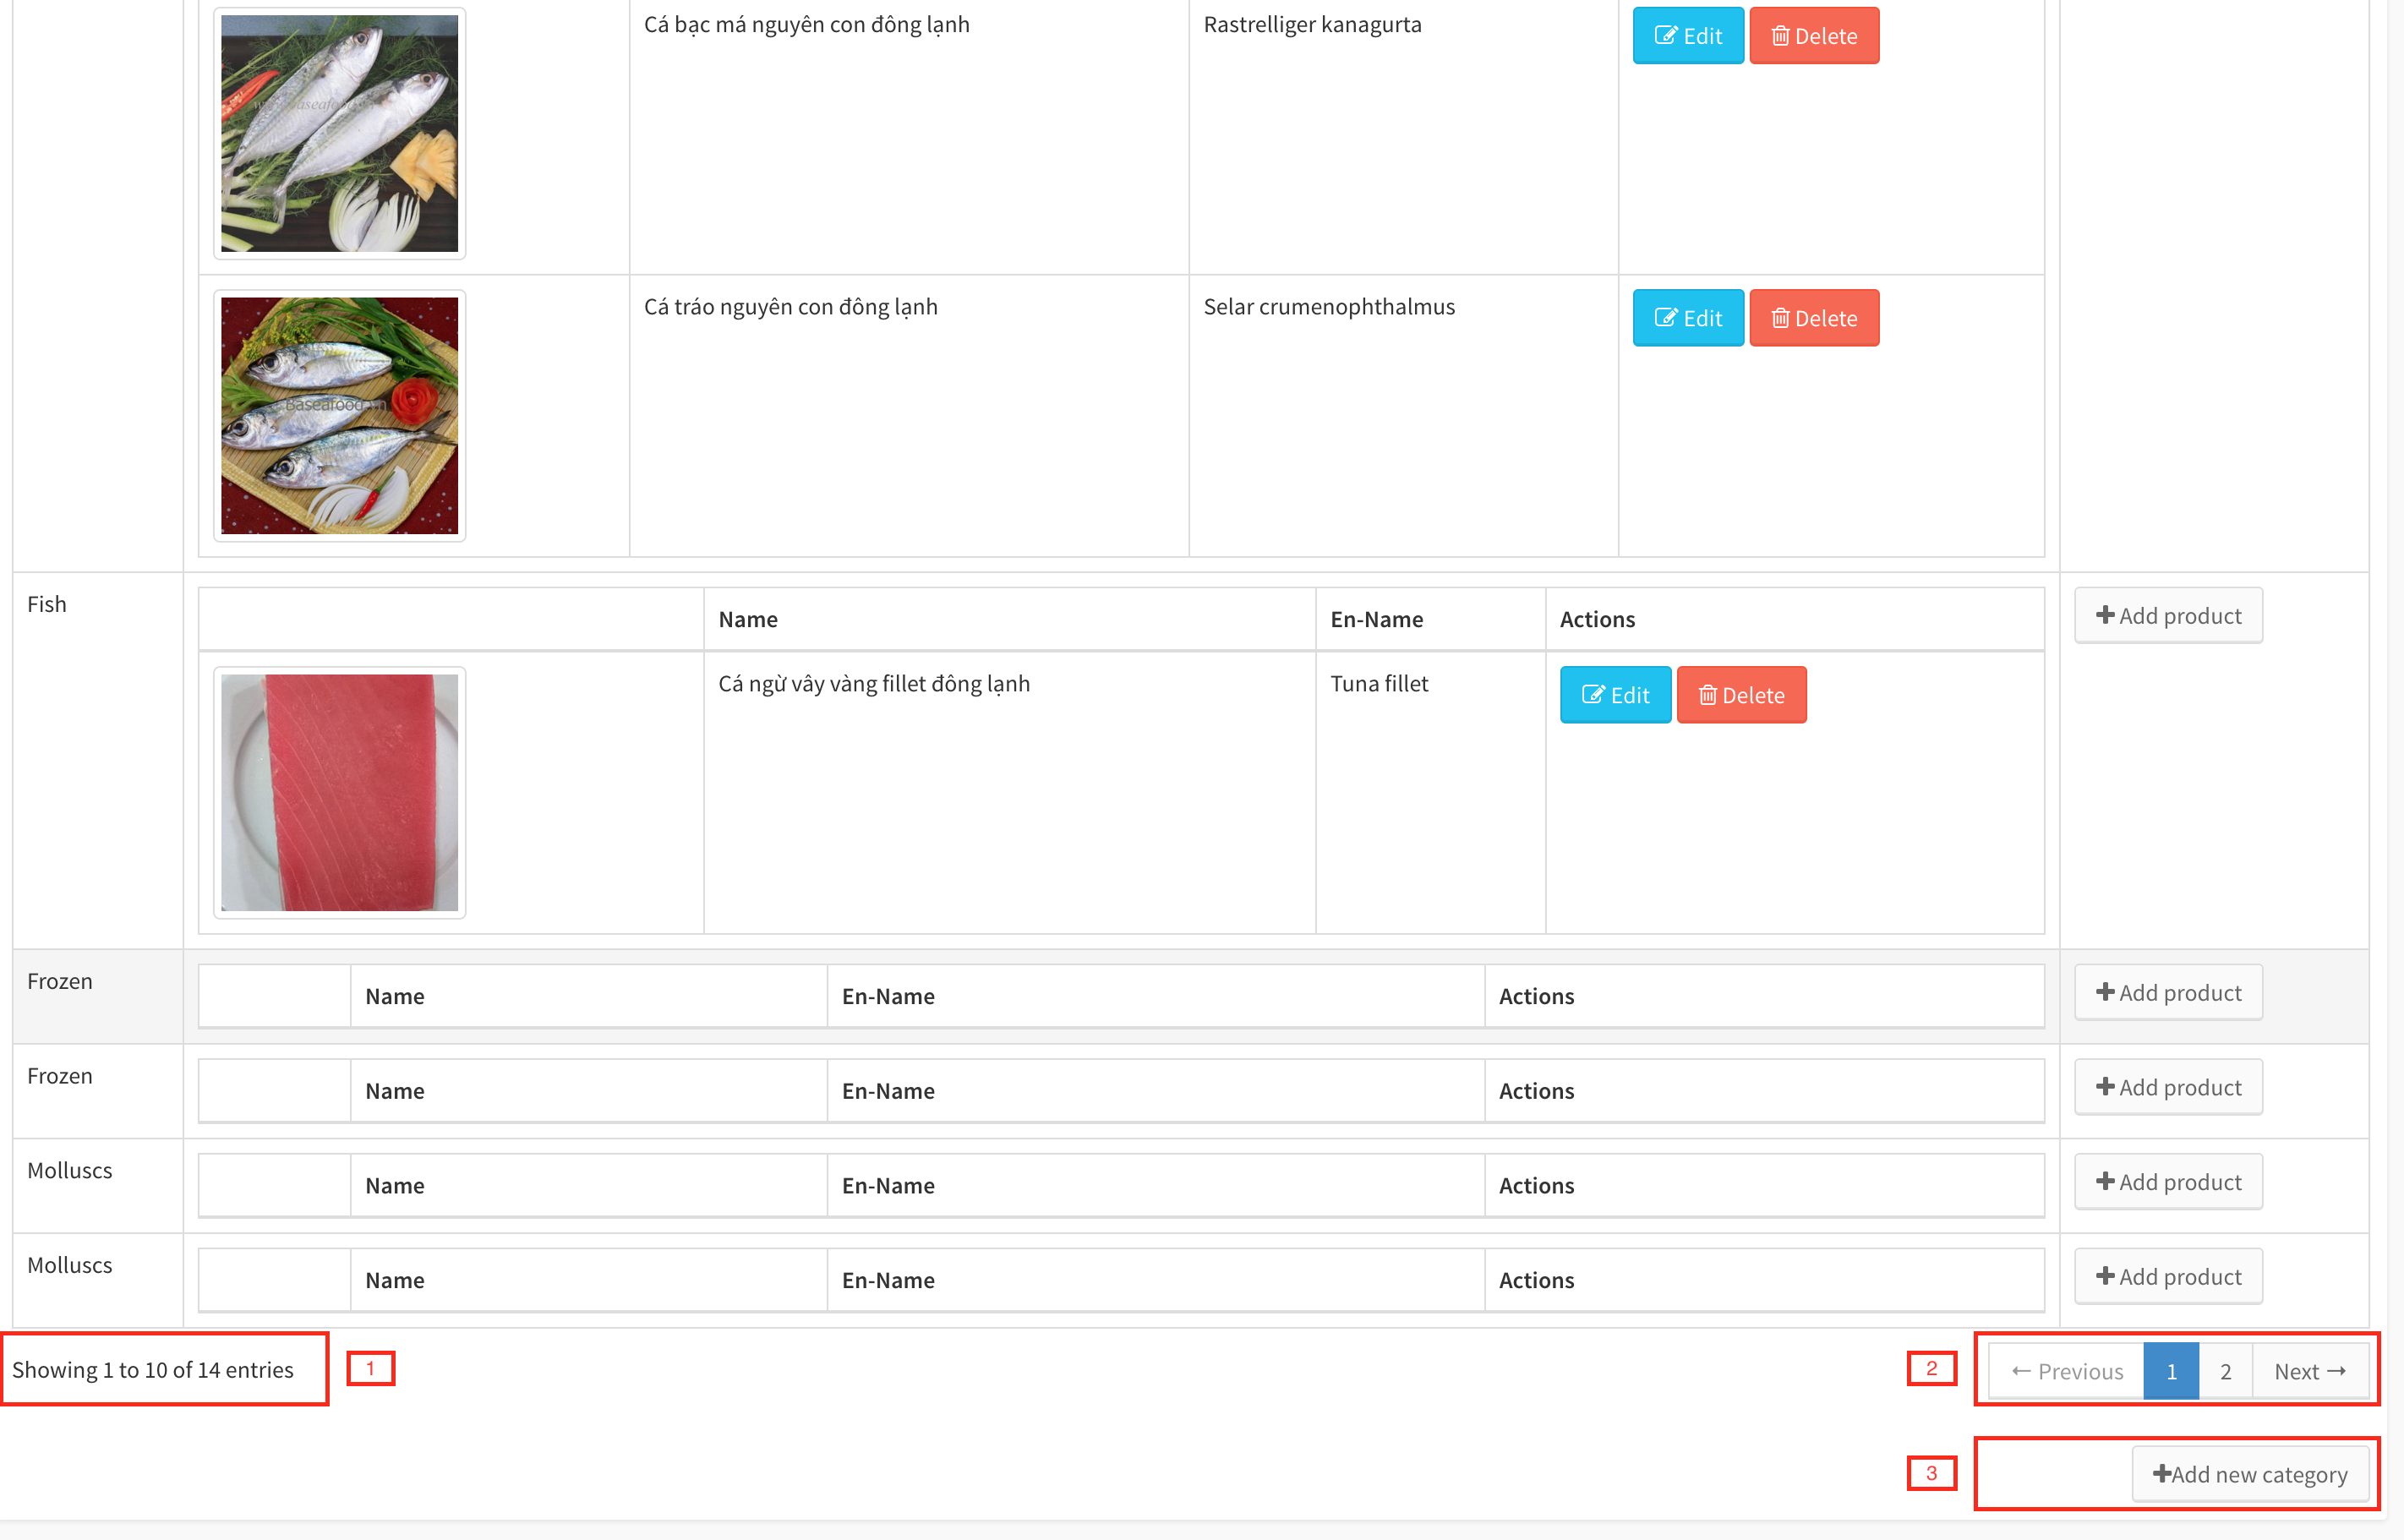 Cá bạc má nguyên con đông lạnh Rastrelliger kanagurta Edit Delete
Cá tráo nguyên con đông lạnh Selar crumenophthalmus Edit Delete
Baseafood.vn
Fish Name En-Name Actions Add product
Cá ngừ vây vàng fillet đông lạnh Tuna fillet Edit Delete
Frozen Name En-Name Actions Add product
Frozen Name En-Name Actions Add product
Molluscs Name En-Name Actions Add product
Molluscs Name En-Name Actions Add product
Showing 1 to 10 of 14 entries 1 2 ← Previous 1 2 Next →
3 Add new category